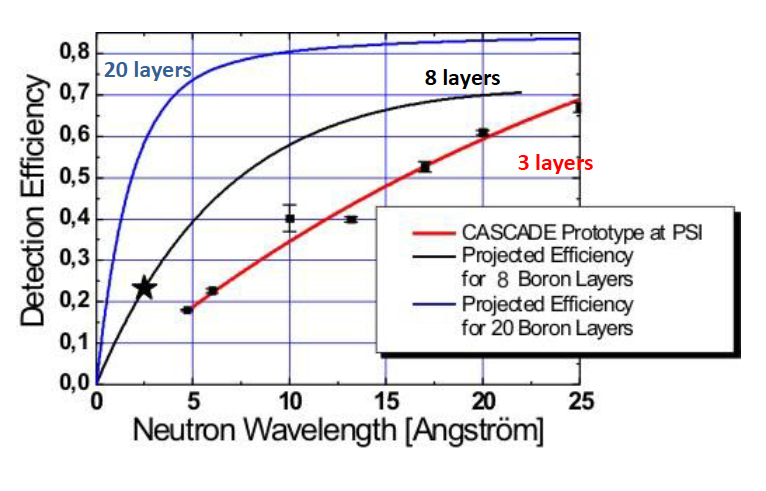 0,8
0,7
0,6
0,5
0,4
0,3
0,2
0,1
0,0
Detection Efficiency
20 layers
8 layers
3 layers
CASCADE Prototype at PSI
Projected Efficiency
for 8 Boron Layers
Projected Efficiency
for 20 Boron Layers
0 5 10 15 20 25
Neutron Wavelength [Angström]